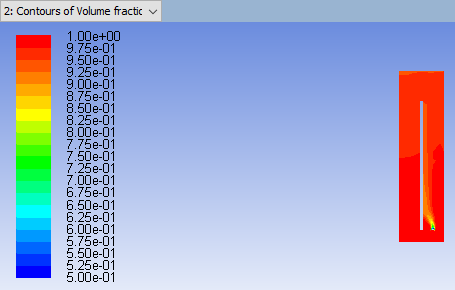 2: Contours of Volume fractic
1.00e+00
9.75e-01
9.50e-01
9.25e-01
9.00e-01
8.75e-01
8.50e-01
8.25e-01
8.00e-01
7.75e-01
7.50e-01
7.25e-01
7.00e-01
6.75e-01
6.50e-01
6.25e-01
6.00e-01
5.75e-01
5.50e-01
5.25e-01
5.00e-01